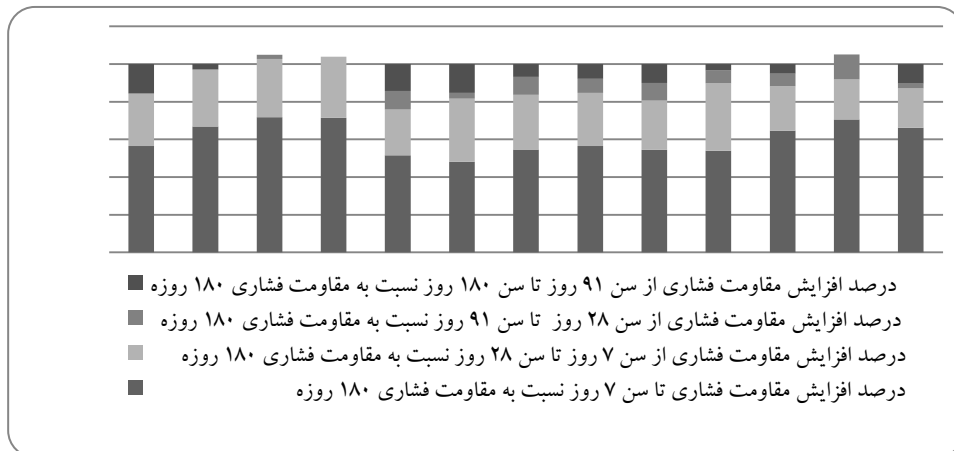 درصد افزایش مقاومت فشاری از سن ۹۱ روز تا سن ۱۸۰ روز نسبت به مقاومت فشاری ۱۸۰ روزه
درصد افزایش مقاومت فشاری از سن ۲۸ روز تا سن ۹۱ روز نسبت به مقاومت فشاری ۱۸۰ روزه
درصد افزایش مقاومت فشاری از سن ۷ روز تا سن ۲۸ روز نسبت به مقاومت فشاری ۱۸۰ روزه
درصد افزایش مقاومت فشاری تا سن ۷ روز نسبت به مقاومت فشاری ۱۸۰ روزه